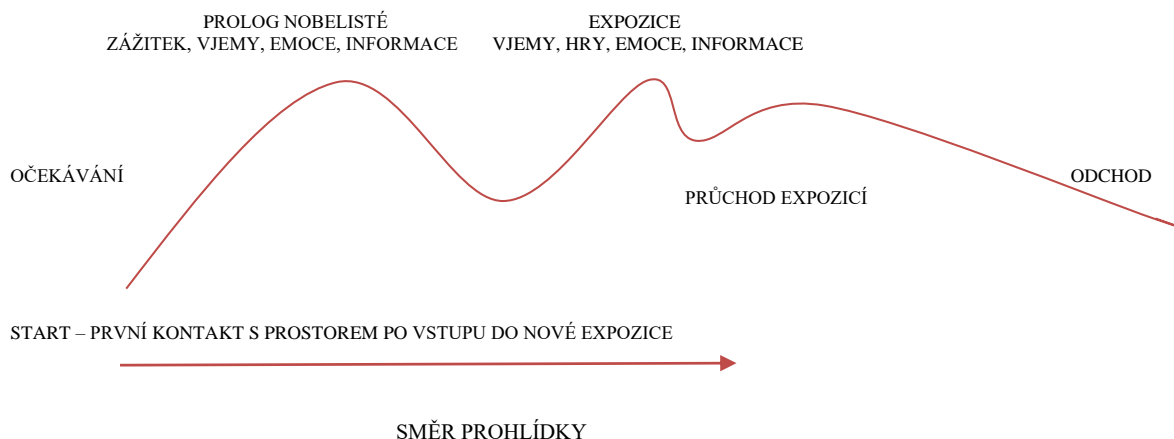 PROLOG NOBELISTÉ
ZÁŽITEK, VJEMY, EMOCE, INFORMACE
EXPOZICE
VJEMY, HRY, EMOCE, INFORMACE
OČEKÁVÁNÍ
ODCHOD
PRŮCHOD EXPOZICÍ
START – PRVNÍ KONTAKT S PROSTOREM PO VSTUPU DO NOVÉ EXPOZICE
SMĚR PROHLÍDKY